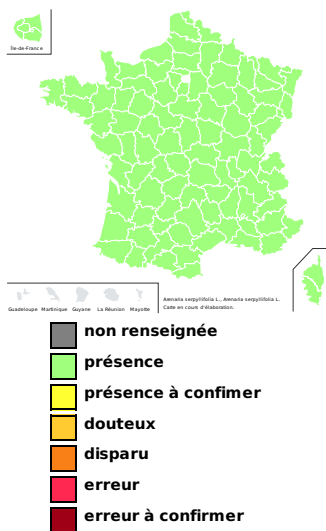 Île-de-France
Guadeloupe Martinique Guyane La Réunion Mayotte
Arenaria serpyllifolia L., Arenaria serpyllifolia L.
Carte en cours d'élaboration.
non renseignée
présence
présence à confimer
douteux
disparu
erreur
erreur à confirmer